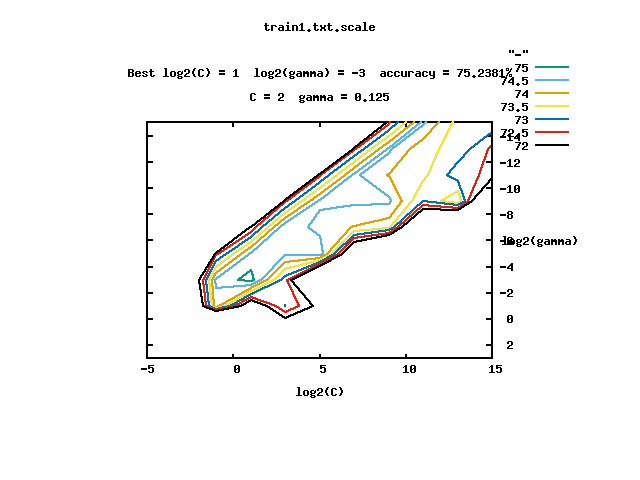 train1.txt.scale
"-"
Best log2(C) = 1  log2(gamma) = -3  accuracy = 75.2381%
75
74.5
C = 2  gamma = 0.125
74
73.5
73
72.5
72
-14
-12
-10
-8
-6
log2(gamma)
-4
-2
0
2
-5 0 5 10 15
log2(C)